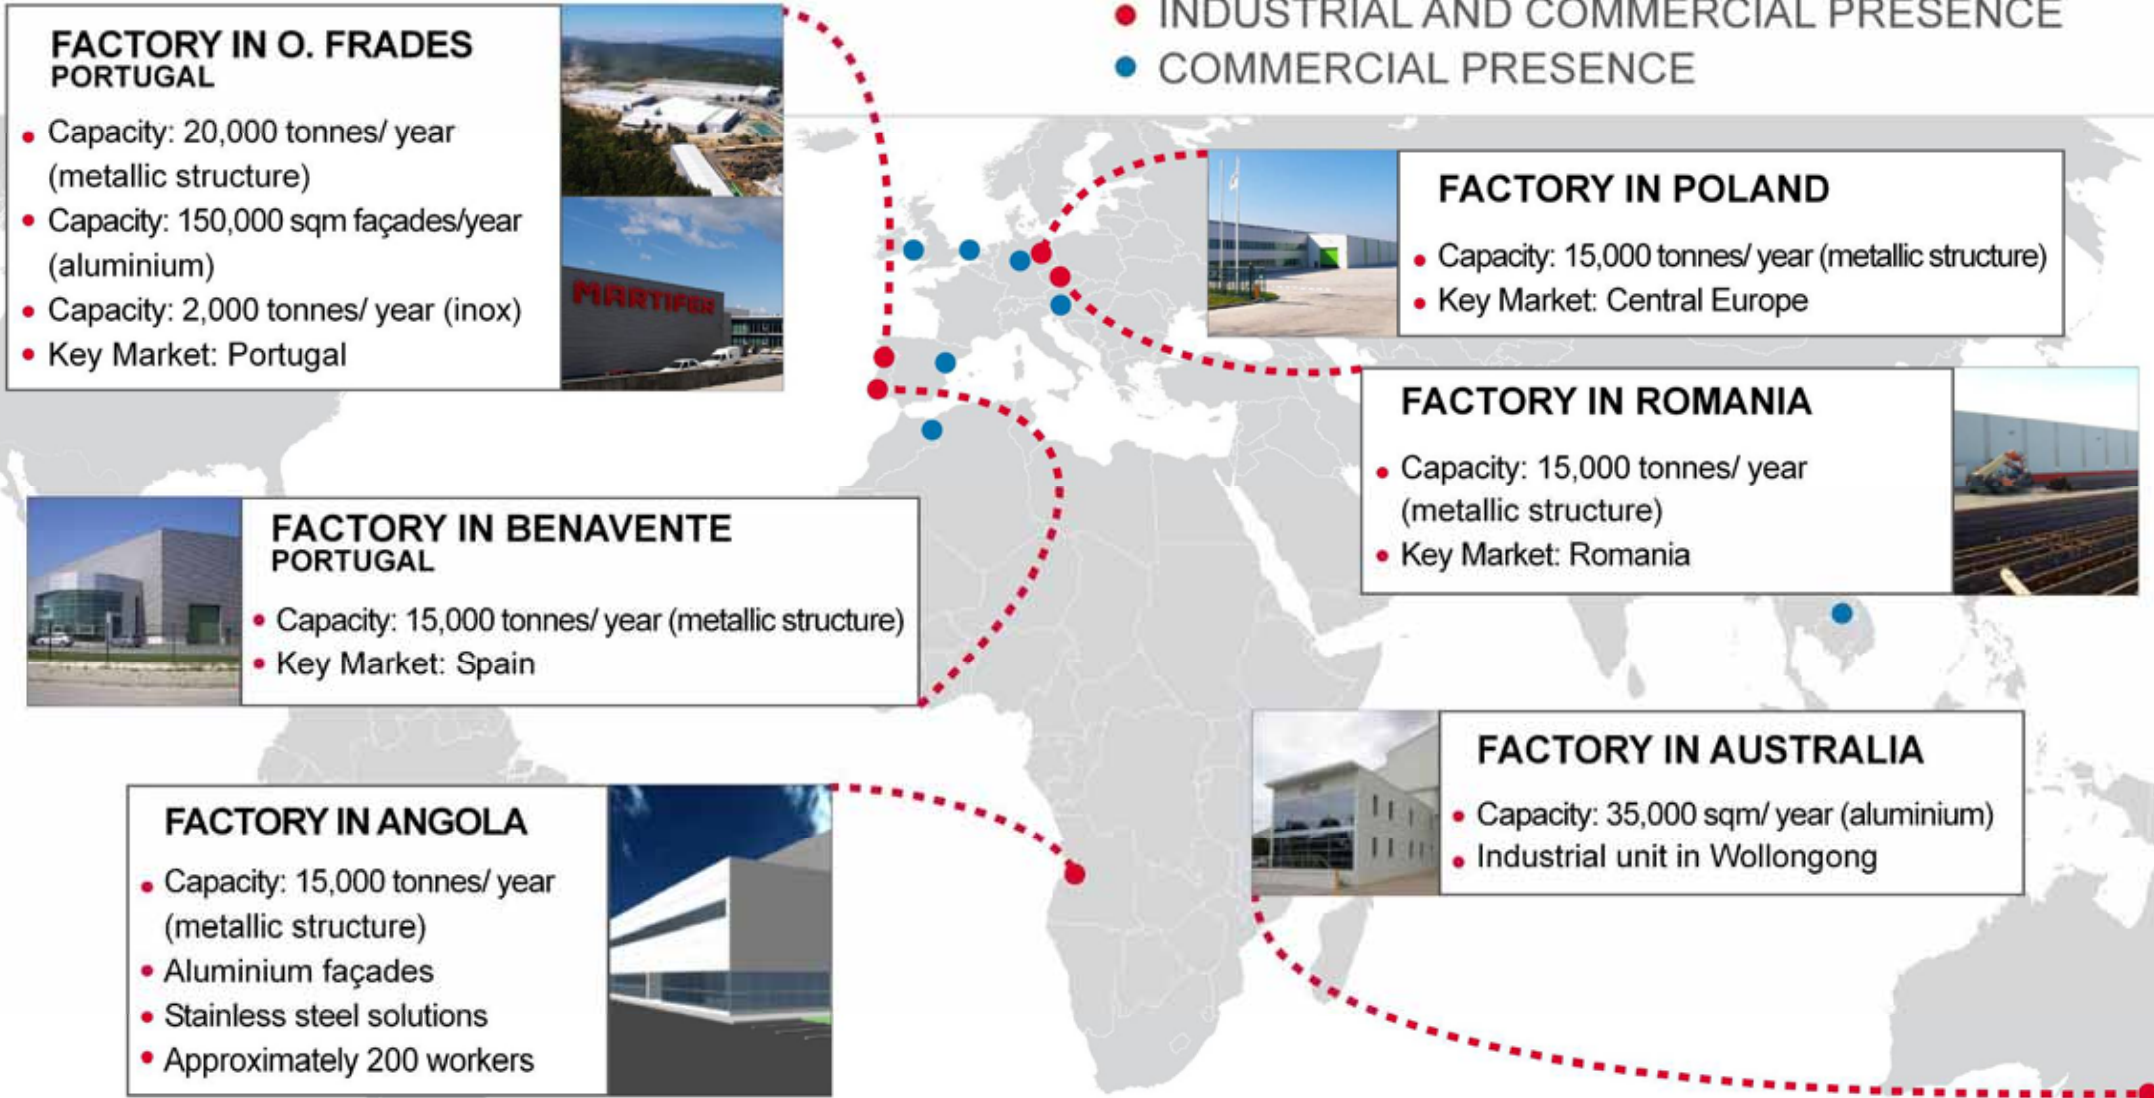 INDUSTRIAL AND COMMERCIAL PRESENCE
COMMERCIAL PRESENCE
FACTORY IN O. FRADES
PORTUGAL
Capacity: 20,000 tonnes/ year
(metallic structure)
Capacity: 150,000 sqm façades/year
(aluminium)
Capacity: 2,000 tonnes/ year (inox)
Key Market: Portugal
MARTIFER
FACTORY IN POLAND
Capacity: 15,000 tonnes/ year (metallic structure)
Key Market: Central Europe
FACTORY IN ROMANIA
Capacity: 15,000 tonnes/ year
(metallic structure)
Key Market: Romania
FACTORY IN BENAVENTE
PORTUGAL
Capacity: 15,000 tonnes/ year (metallic structure)
Key Market: Spain
FACTORY IN AUSTRALIA
Capacity: 35,000 sqm/ year (aluminium)
Industrial unit in Wollongong
FACTORY IN ANGOLA
Capacity: 15,000 tonnes/ year
(metallic structure)
Aluminium façades
Stainless steel solutions
Approximately 200 workers